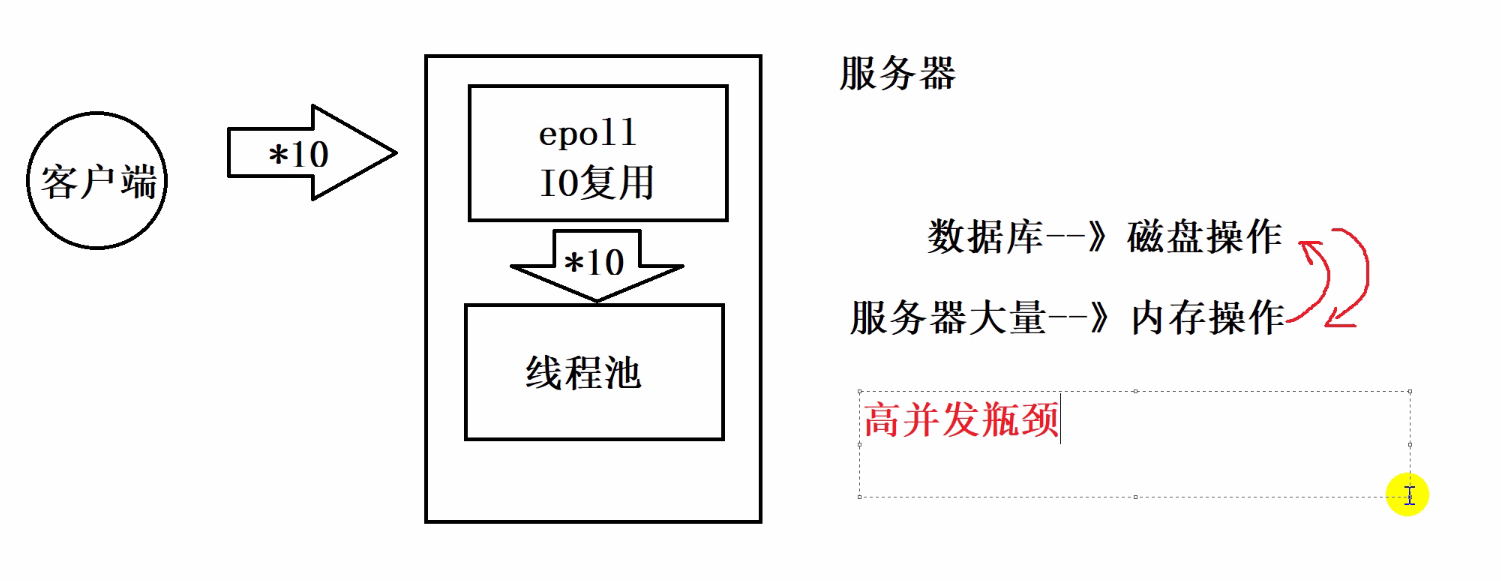 服务器
客户端
*10
epoll
IO复用
*10
线程池
数据库--》磁盘操作
服务器大量--》内存操作
高并发瓶颈